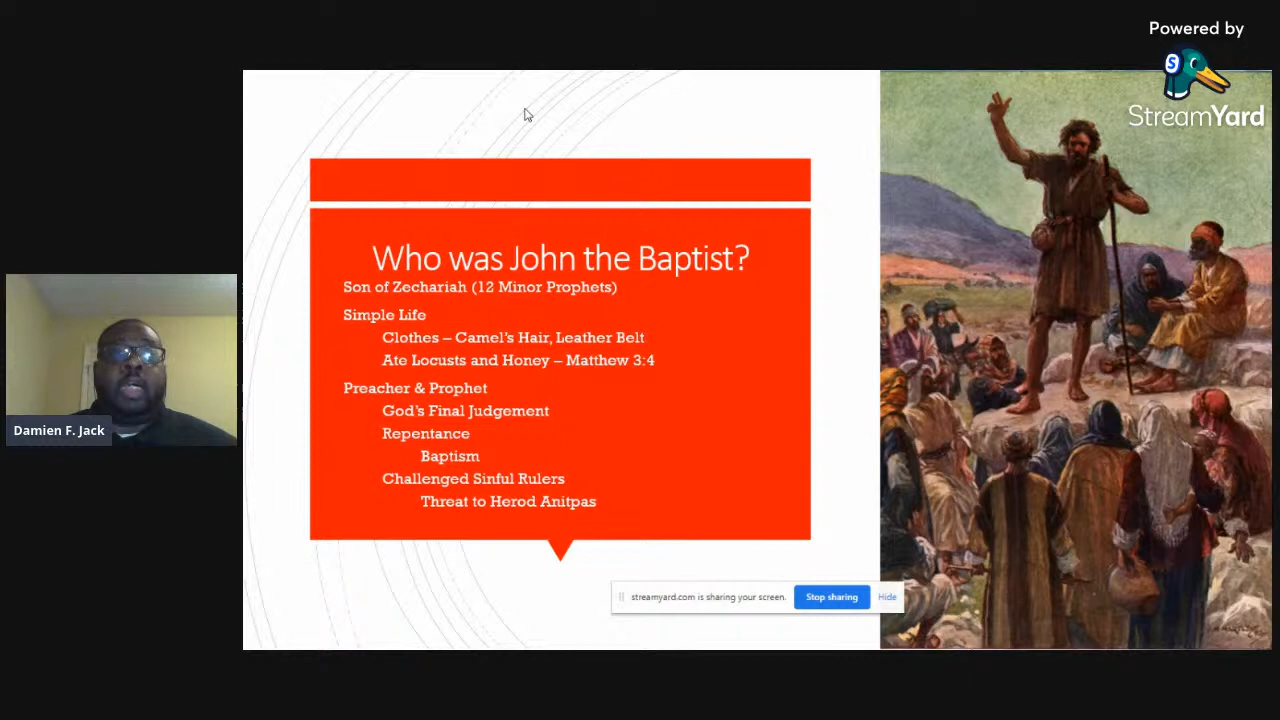 Powered by
S
StreamYard
Who was John the Baptist?
Son of Zechariah (12 Minor Prophets)
Simple Life
Clothes – Camel's Hair, Leather Belt
Ate Locusts and Honey – Matthew 3:4
Preacher & Prophet
God's Final Judgement
Repentance
Baptism
Challenged Sinful Rulers
Threat to Herod Anitpas
Damien F. Jack
streamyard.com is sharing your screen. Stop sharing Hide